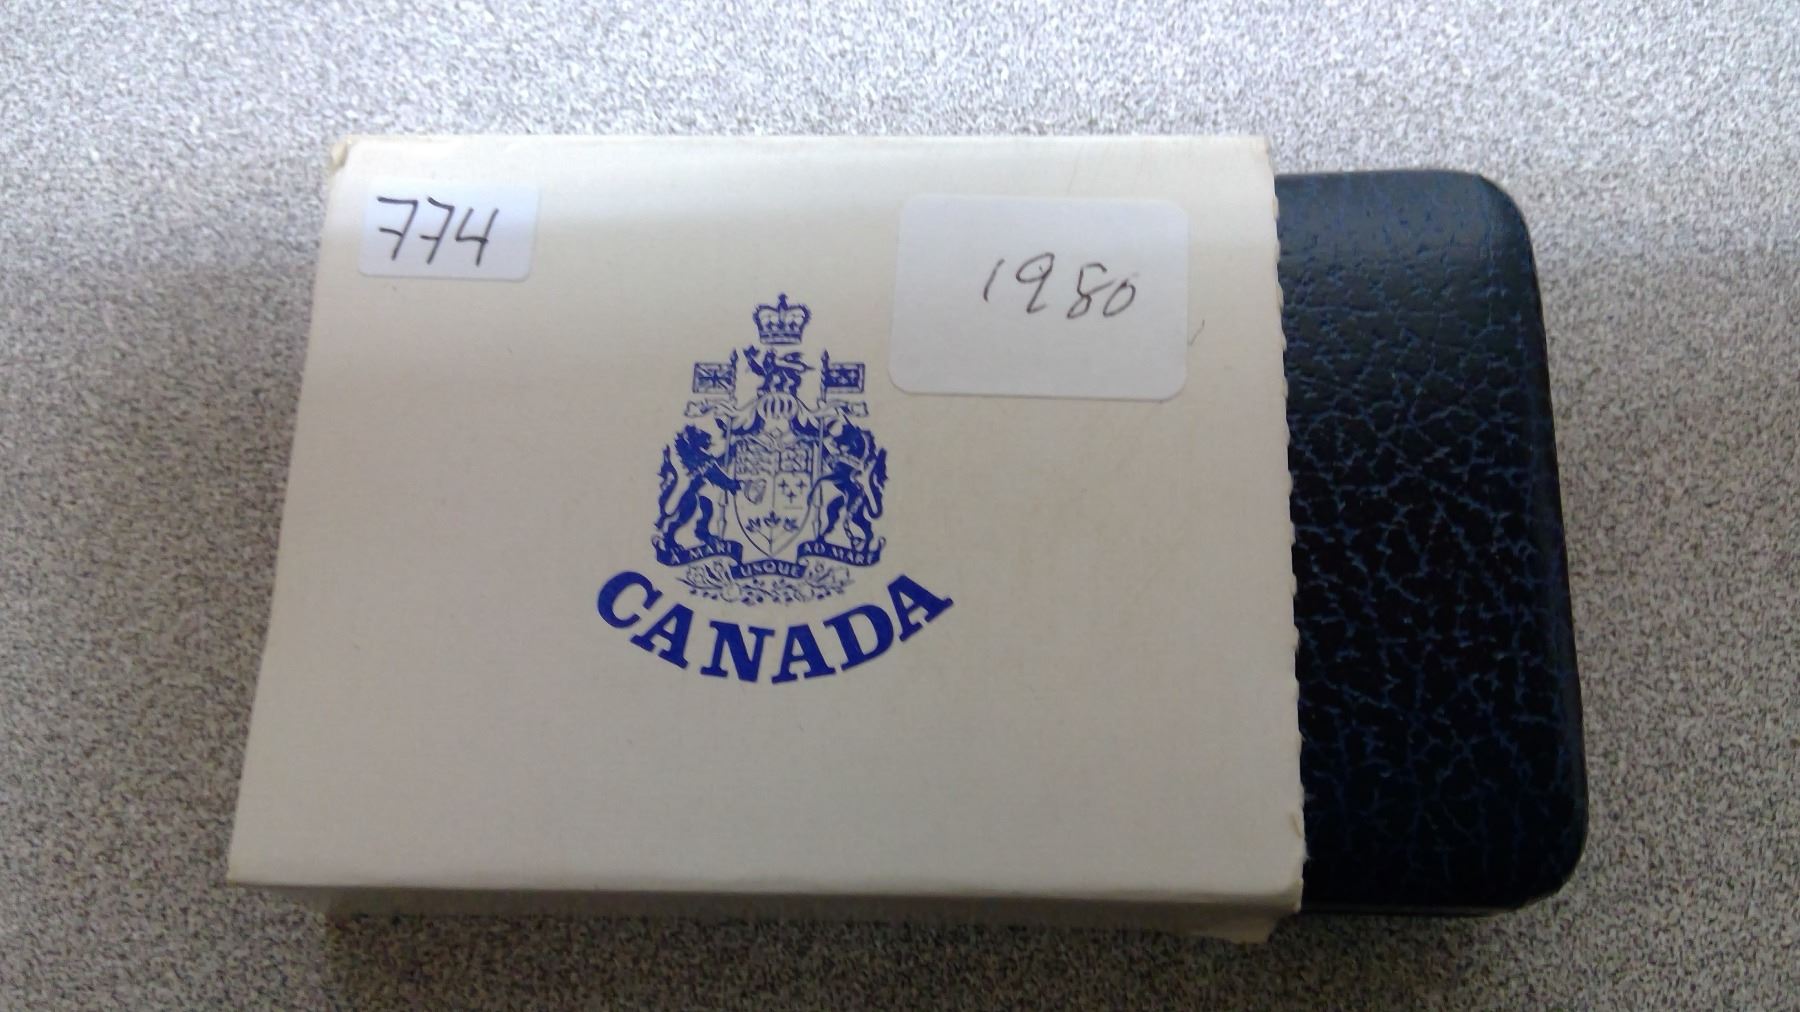 774
1980
A MARI USQUE AD MARE
CANADA